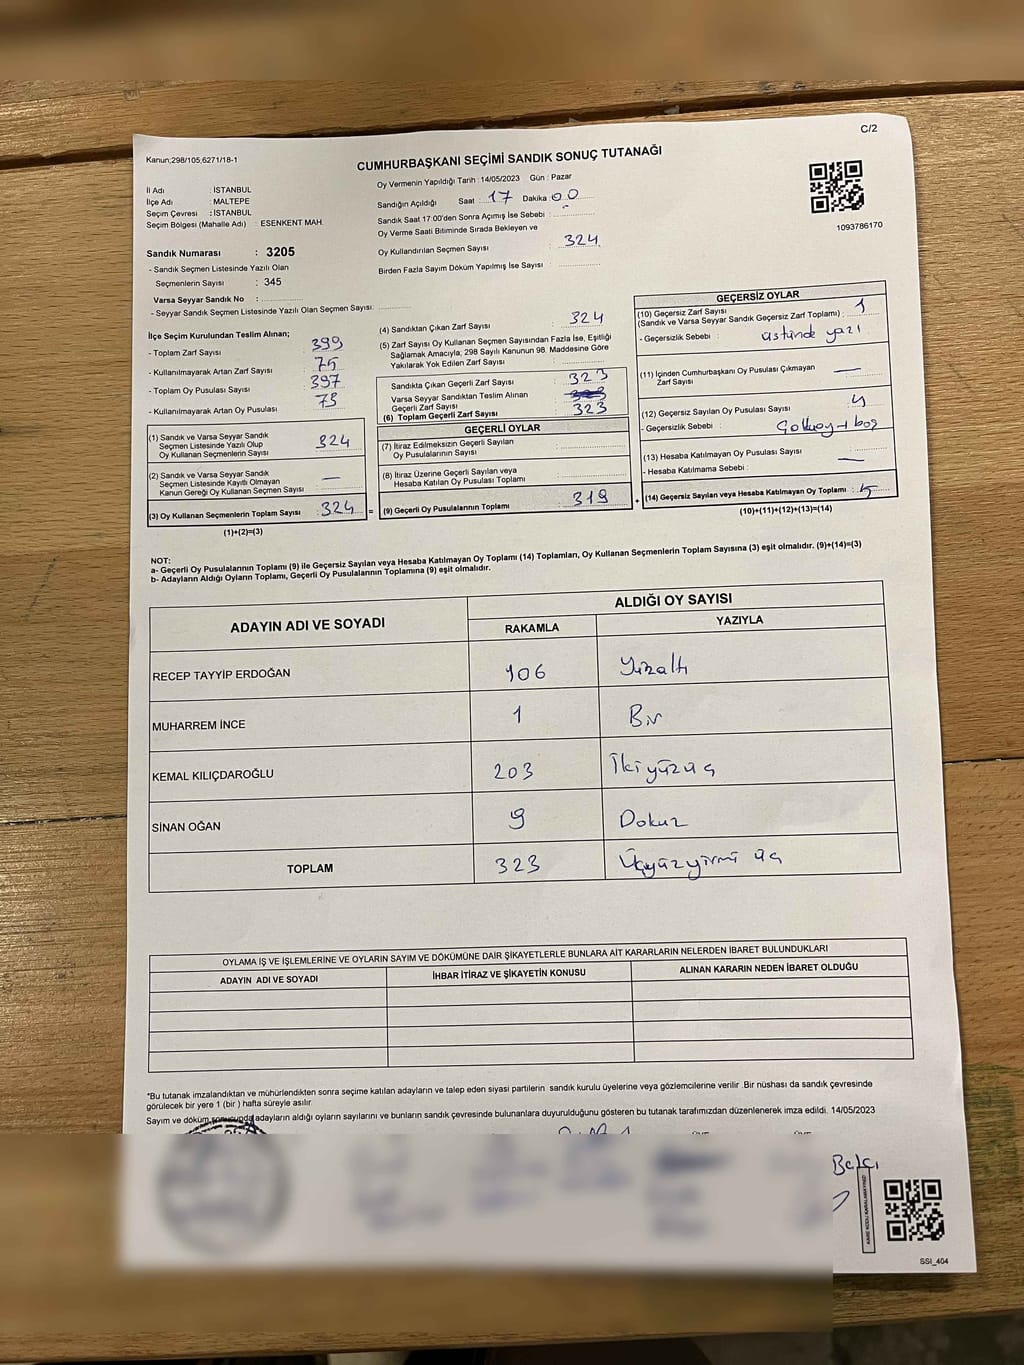 C/2
Kanun;298/105,6271/18-1
CUMHURBAŞKANI SEÇİMİ SANDIK SONUÇ TUTANAĞI
İl Adı : İSTANBUL
İlçe Adı : MALTEPE
Seçim Çevresi : İSTANBUL
Seçim Bölgesi (Mahalle Adı) : ESENKENT MAH.
Sandık Numarası : 3205
- Sandık Seçmen Listesinde Yazılı Olan
Seçmenlerin Sayısı : 345
Varsa Seyyar Sandık No :
- Seyyar Sandık Seçmen Listesinde Yazılı Olan Seçmen Sayısı:
Oy Vermenin Yapıldığı Tarih :14/05/2023 Gün : Pazar
Sandığın Açıldığı Saat : 17 Dakika : 00
Sandık Saat 17:00'den Sonra Açımış İse Sebebi :
Oy Verme Saati Bitiminde Sırada Bekleyen ve
Oy Kullandırılan Seçmen Sayısı : 324
Birden Fazla Sayım Döküm Yapılmış İse Sayısı :
1093786170
İlçe Seçim Kurulundan Teslim Alınan;
- Toplam Zarf Sayısı : 399
- Kullanılmayarak Artan Zarf Sayısı : 75
- Toplam Oy Pusulası Sayısı : 397
- Kullanılmayarak Artan Oy Pusulası : 73
(1) Sandık ve Varsa Seyyar Sandık
Seçmen Listesinde Yazılı Olup
Oy Kullanan Seçmenlerin Sayısı : 324
(2) Sandık ve Varsa Seyyar Sandık
Seçmen Listesinde Kayıtlı Olmayan
Kanun Gereği Oy Kullanan Seçmen Sayısı : —
(3) Oy Kullanan Seçmenlerin Toplam Sayısı : 324 =
(1)+(2)=(3)
(4) Sandıktan Çıkan Zarf Sayısı : 324
(5) Zarf Sayısı Oy Kullanan Seçmen Sayısından Fazla İse, Eşitliği
Sağlamak Amacıyla, 298 Sayılı Kanunun 98. Maddesine Göre
Yakılarak Yok Edilen Zarf Sayısı :
Sandıkta Çıkan Geçerli Zarf Sayısı : 323
Varsa Seyyar Sandıktan Teslim Alınan
Geçerli Zarf Sayısı :
(6) Toplam Geçerli Zarf Sayısı : 323
GEÇERLİ OYLAR
(7) İtiraz Edilmeksizin Geçerli Sayılan
Oy Pusulalarının Sayısı :
(8) İtiraz Üzerine Geçerli Sayılan veya
Hesaba Katılan Oy Pusulası Toplamı :
(9) Geçerli Oy Pusulalarının Toplamı : 319 +
GEÇERSİZ OYLAR
(10) Geçersiz Zarf Sayısı
(Sandık ve Varsa Seyyar Sandık Geçersiz Zarf Toplamı) : 1
- Geçersizlik Sebebi : üstünde yazı
(11) İçinden Cumhurbaşkanı Oy Pusulası Çıkmayan
Zarf Sayısı : —
(12) Geçersiz Sayılan Oy Pusulası Sayısı : 4
- Geçersizlik Sebebi : boş
(13) Hesaba Katılmayan Oy Pusulası Sayısı :
- Hesaba Katılmama Sebebi : —
(14) Geçersiz Sayılan veya Hesaba Katılmayan Oy Toplamı : 5
(10)+(11)+(12)+(13)=(14)
NOT:
a- Geçerli Oy Pusulalarının Toplamı (9) ile Geçersiz Sayılan veya Hesaba Katılmayan Oy Toplamı (14) Toplamları, Oy Kullanan Seçmenlerin Toplam Sayısına (3) eşit olmalıdır. (9)+(14)=(3)
b- Adayların Aldığı Oyların Toplamı, Geçerli Oy Pusulalarının Toplamına (9) eşit olmalıdır.
ADAYIN ADI VE SOYADI ALDIĞI OY SAYISI
RAKAMLA YAZIYLA
RECEP TAYYİP ERDOĞAN 106 Yüzaltı
MUHARREM İNCE 1 Bir
KEMAL KILIÇDAROĞLU 203 İkiyüzüç
SİNAN OĞAN 9 Dokuz
TOPLAM 323 Üçyüzyirmi üç
OYLAMA İŞ VE İŞLEMLERİNE VE OYLARIN SAYIM VE DÖKÜMÜNE DAİR ŞİKAYETLERLE BUNLARA AİT KARARLARIN NELERDEN İBARET BULUNDUKLARI
ADAYIN ADI VE SOYADI İHBAR İTİRAZ VE ŞİKAYETİN KONUSU ALINAN KARARIN NEDEN İBARET OLDUĞU
*Bu tutanak imzalandıktan ve mühürlendikten sonra seçime katılan adayların ve talep eden siyasi partilerin sandık kurulu üyelerine veya gözlemcilerine verilir .Bir nüshası da sandık çevresinde
görülecek bir yere 1 (bir ) hafta süreyle asılır
Sayım ve döküm sonucunda adayların aldığı oyların sayılarını ve bunların sandık çevresinde bulunanlara duyurulduğunu gösteren bu tutanak tarafımızdan düzenlenerek imza edildi. 14/05/2023
KARE KODU KARALAMAYINIZ!
SSI_404